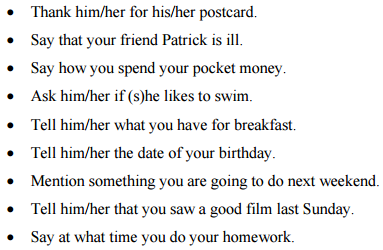 • Thank him/her for his/her postcard.
• Say that your friend Patrick is ill.
• Say how you spend your pocket money.
• Ask him/her if (s)he likes to swim.
• Tell him/her what you have for breakfast.
• Tell him/her the date of your birthday.
• Mention something you are going to do next weekend.
• Tell him/her that you saw a good film last Sunday.
• Say at what time you do your homework.